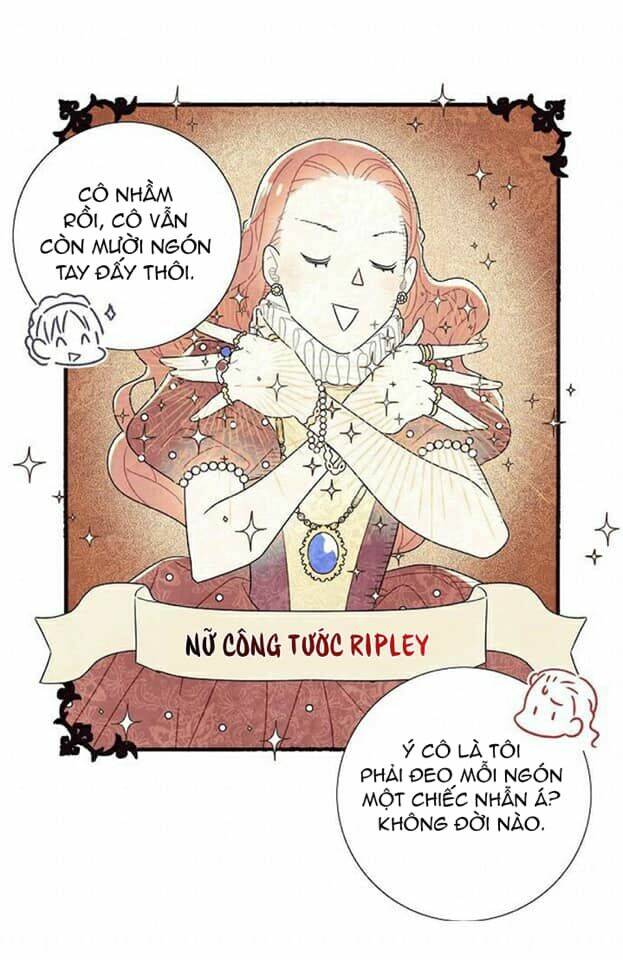 CÔ NHẦM
RỒI, CÔ VẪN
CÒN MƯỜI NGÓN
TAY ĐẤY THÔI.
NỮ CÔNG TƯỚC RIPLEY
Ý CÔ LÀ TÔI
PHẢI ĐEO MỖI NGÓN
MỘT CHIẾC NHẪN Á?
KHÔNG ĐỜI NÀO.